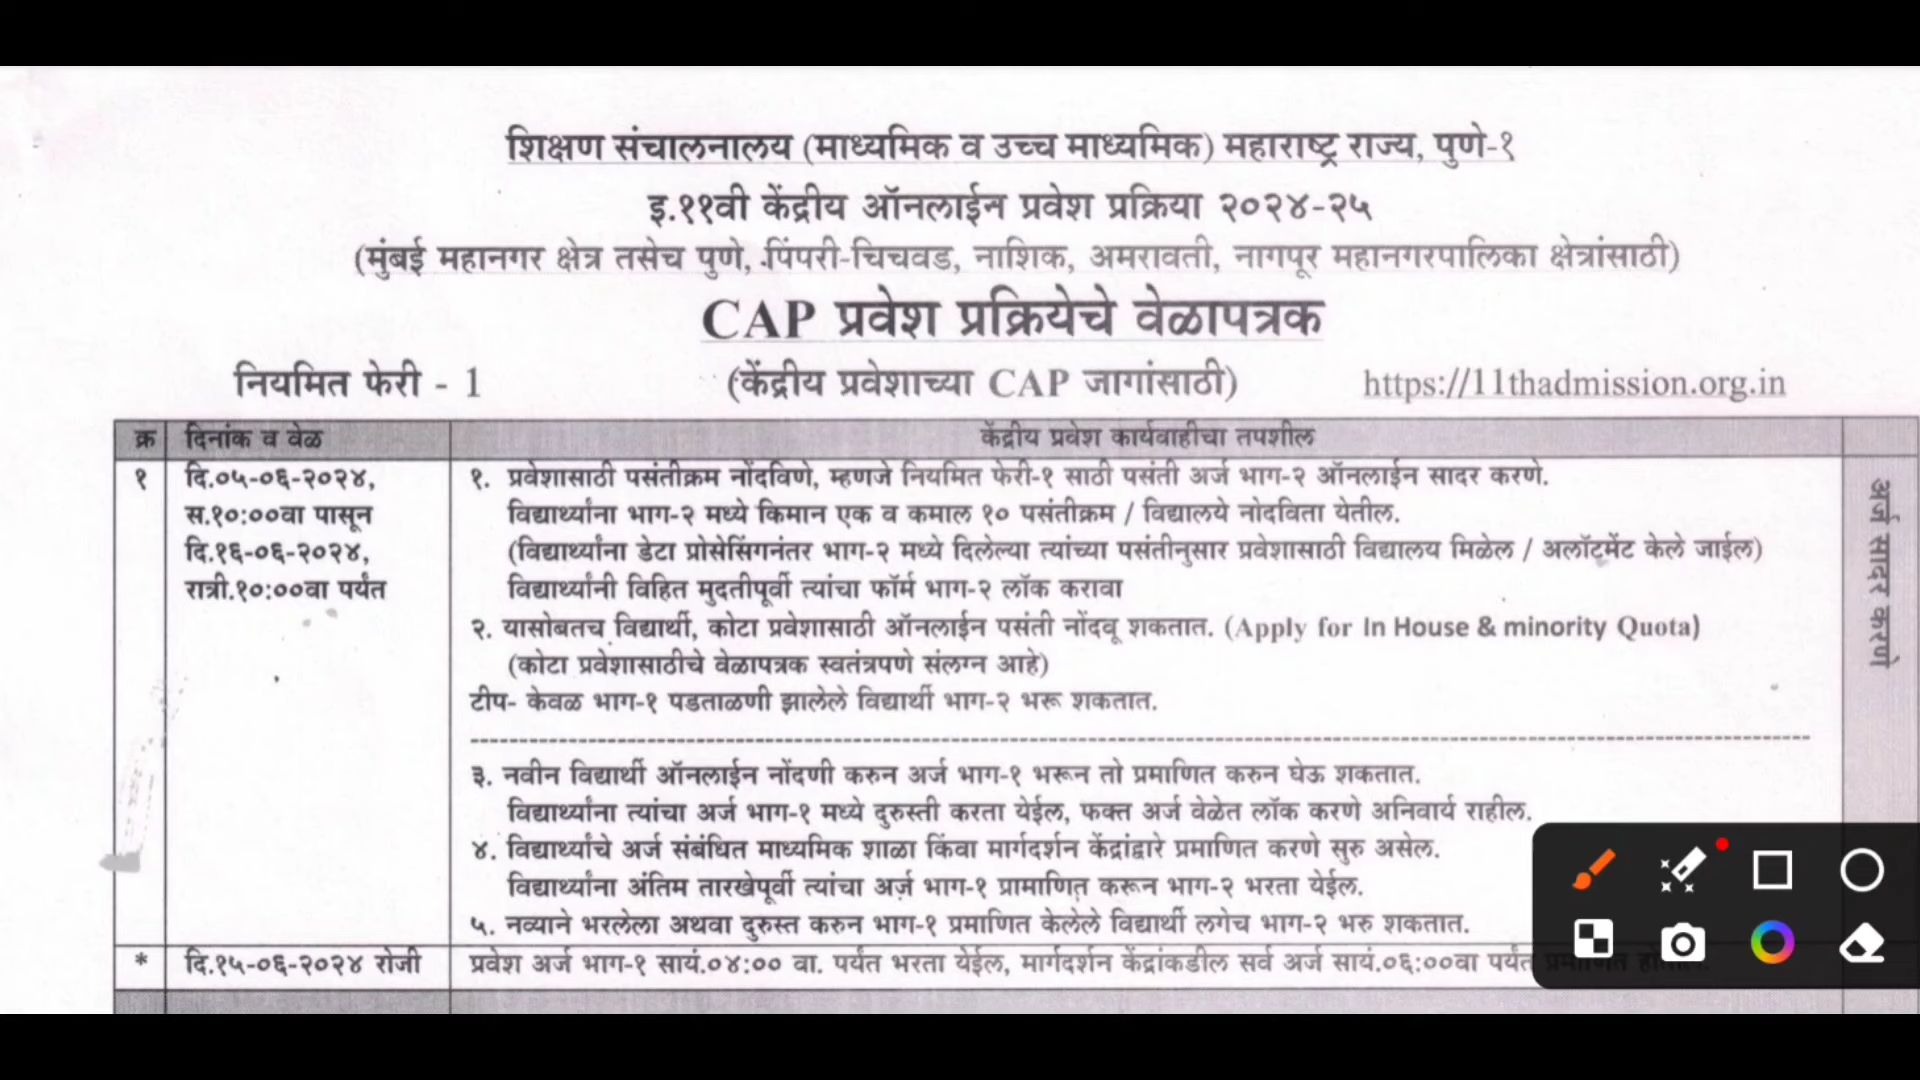 शिक्षण संचालनालय (माध्यमिक व उच्च माध्यमिक) महाराष्ट्र राज्य, पुणे-१
इ.११वी केंद्रीय ऑनलाईन प्रवेश प्रक्रिया २०२४-२५
(मुंबई महानगर क्षेत्र तसेच पुणे, पिंपरी-चिचवड, नाशिक, अमरावती, नागपूर महानगरपालिका क्षेत्रांसाठी)
CAP प्रवेश प्रक्रियेचे वेळापत्रक
नियमित फेरी - 1 (केंद्रीय प्रवेशाच्या CAP जागांसाठी) https://11thadmission.org.in
क्र दिनांक व वेळ केंद्रीय प्रवेश कार्यवाहीचा तपशील
१ दि.०५-०६-२०२४,
स.१०:००वा पासून
दि.१६-०६-२०२४,
रात्री.१०:००वा पर्यंत
१. प्रवेशासाठी पसंतीक्रम नोंदविणे, म्हणजे नियमित फेरी-१ साठी पसंती अर्ज भाग-२ ऑनलाईन सादर करणे.
विद्यार्थ्यांना भाग-२ मध्ये किमान एक व कमाल १० पसंतीक्रम / विद्यालये नोदविता येतील.
(विद्यार्थ्यांना डेटा प्रोसेसिंगनंतर भाग-२ मध्ये दिलेल्या त्यांच्या पसंतीनुसार प्रवेशासाठी विद्यालय मिळेल / अलॉटमेंट केले जाईल)
विद्यार्थ्यांनी विहित मुदतीपूर्वी त्यांचा फॉर्म भाग-२ लॉक करावा
२. यासोबतच विद्यार्थी, कोटा प्रवेशासाठी ऑनलाईन पसंती नोंदवू शकतात. (Apply for In House & minority Quota)
(कोटा प्रवेशासाठीचे वेळापत्रक स्वतंत्रपणे संलग्न आहे)
टीप- केवळ भाग-१ पडताळणी झालेले विद्यार्थी भाग-२ भरू शकतात.
३. नवीन विद्यार्थी ऑनलाईन नोंदणी करुन अर्ज भाग-१ भरून तो प्रमाणित करुन घेऊ शकतात.
विद्यार्थ्यांना त्यांचा अर्ज भाग-१ मध्ये दुरुस्ती करता येईल, फक्त अर्ज वेळेत लॉक करणे अनिवार्य राहील.
४. विद्यार्थ्यांचे अर्ज संबंधित माध्यमिक शाळा किंवा मार्गदर्शन केंद्रांद्वारे प्रमाणित करणे सुरु असेल.
विद्यार्थ्यांना अंतिम तारखेपूर्वी त्यांचा अर्ज भाग-१ प्रामाणित करून भाग-२ भरता येईल.
५. नव्याने भरलेला अथवा दुरुस्त करुन भाग-१ प्रमाणित केलेले विद्यार्थी लगेच भाग-२ भरु शकतात.
अर्ज सादर करणे
* दि.१५-०६-२०२४ रोजी प्रवेश अर्ज भाग-१ सायं.०४:०० वा. पर्यंत भरता येईल, मार्गदर्शन केंद्रांकडील सर्व अर्ज सायं.०६:००वा पर्यंत